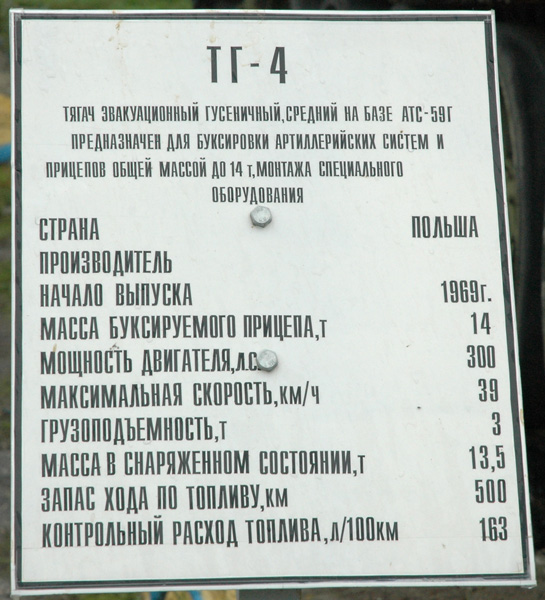 ТГ-4
ТЯГАЧ ЭВАКУАЦИОННЫЙ ГУСЕНИЧНЫЙ,СРЕДНИЙ НА БАЗЕ АТС-59Г
ПРЕДНАЗНАЧЕН ДЛЯ БУКСИРОВКИ АРТИЛЛЕРИЙСКИХ СИСТЕМ И
ПРИЦЕПОВ ОБЩЕЙ МАССОЙ ДО 14 т,МОНТАЖА СПЕЦИАЛЬНОГО
ОБОРУДОВАНИЯ
СТРАНА ПОЛЬША
ПРОИЗВОДИТЕЛЬ
НАЧАЛО ВЫПУСКА 1969г.
МАССА БУКСИРУЕМОГО ПРИЦЕПА,т 14
МОЩНОСТЬ ДВИГАТЕЛЯ,л.с. 300
МАКСИМАЛЬНАЯ СКОРОСТЬ,км/ч 39
ГРУЗОПОДЪЕМНОСТЬ,т 3
МАССА В СНАРЯЖЕННОМ СОСТОЯНИИ,т 13,5
ЗАПАС ХОДА ПО ТОПЛИВУ,км 500
КОНТРОЛЬНЫЙ РАСХОД ТОПЛИВА,л/100км 163